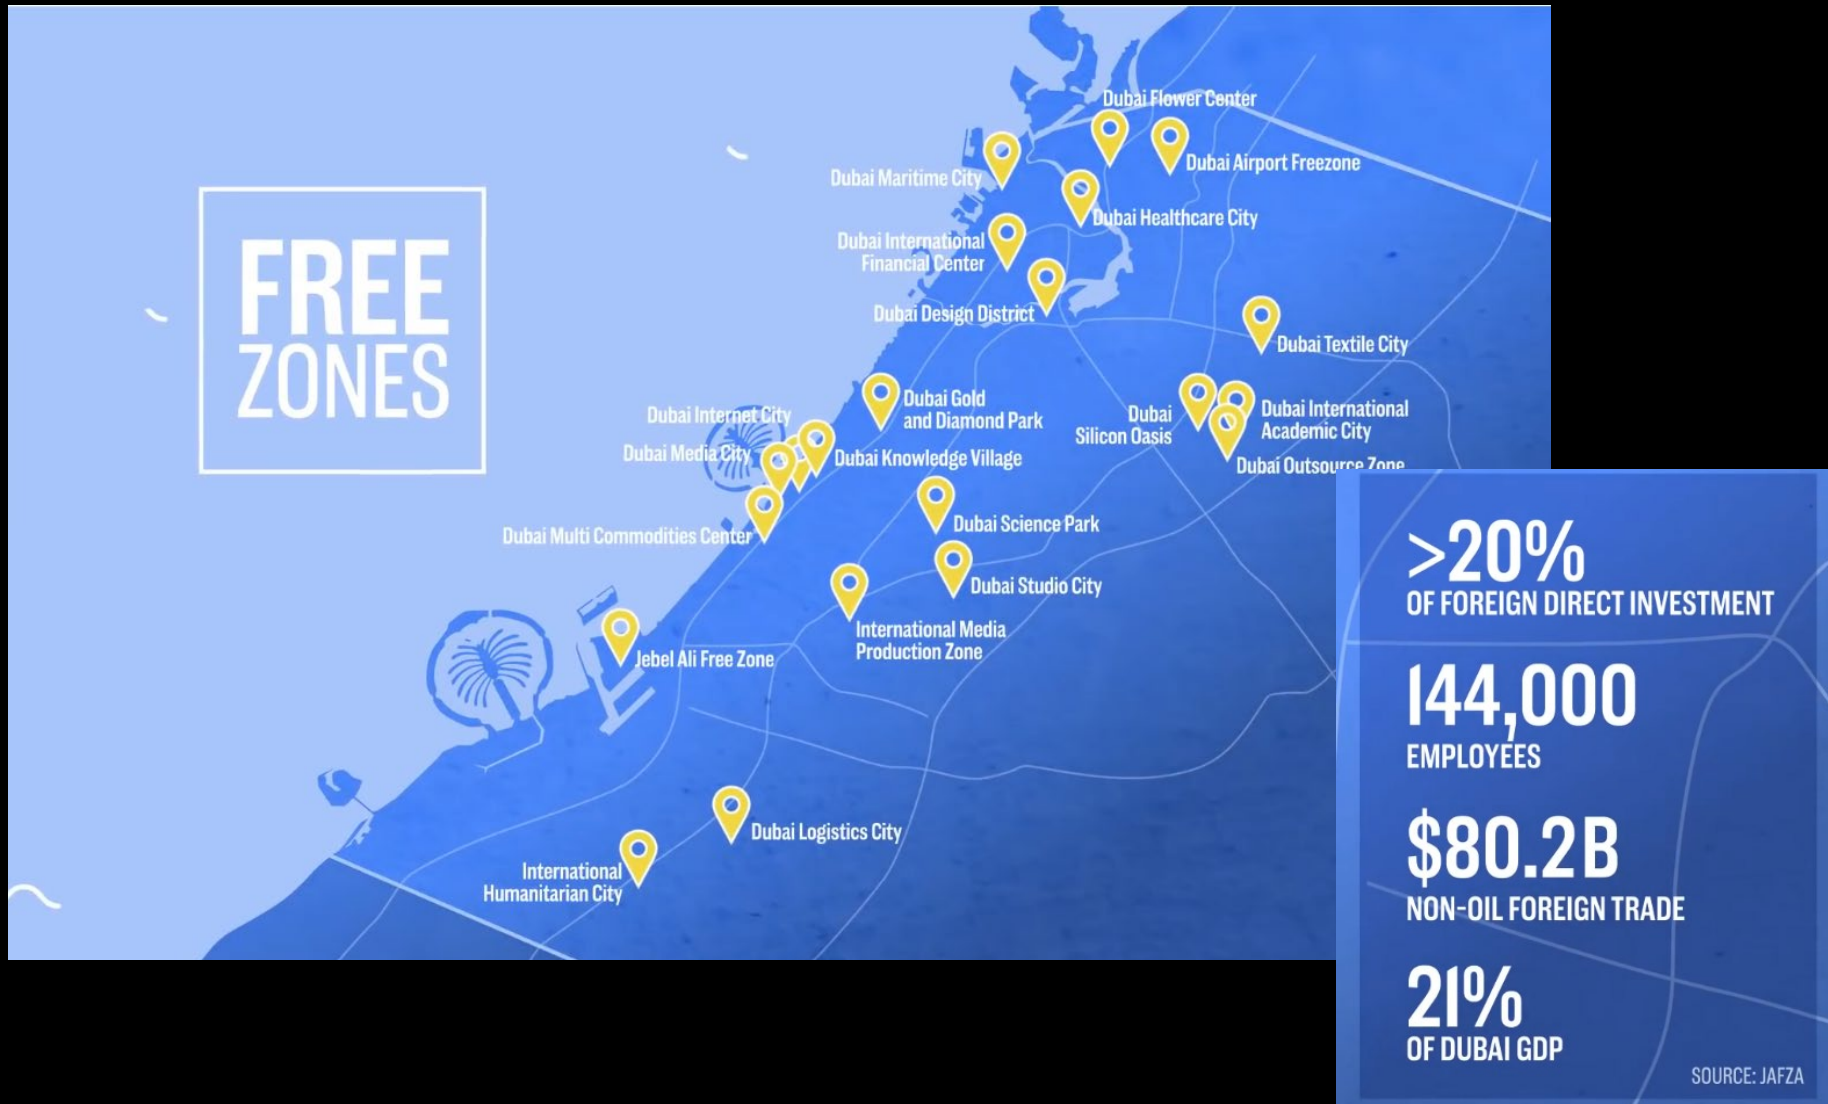 FREE
ZONES
Dubai Flower Center
Dubai Airport Freezone
Dubai Maritime City
Dubai Healthcare City
Dubai International
Financial Center
Dubai Design District
Dubai Textile City
Dubai Gold
and Diamond Park
Dubai
Silicon Oasis
Dubai International
Academic City
Dubai Outsource Zone
Dubai Internet City
Dubai Media City
Dubai Knowledge Village
Dubai Multi Commodities Center
Dubai Science Park
Dubai Studio City
International Media
Production Zone
Jebel Ali Free Zone
Dubai Logistics City
International
Humanitarian City
>20%
OF FOREIGN DIRECT INVESTMENT
144,000
EMPLOYEES
$80.2B
NON-OIL FOREIGN TRADE
21%
OF DUBAI GDP
SOURCE: JAFZA